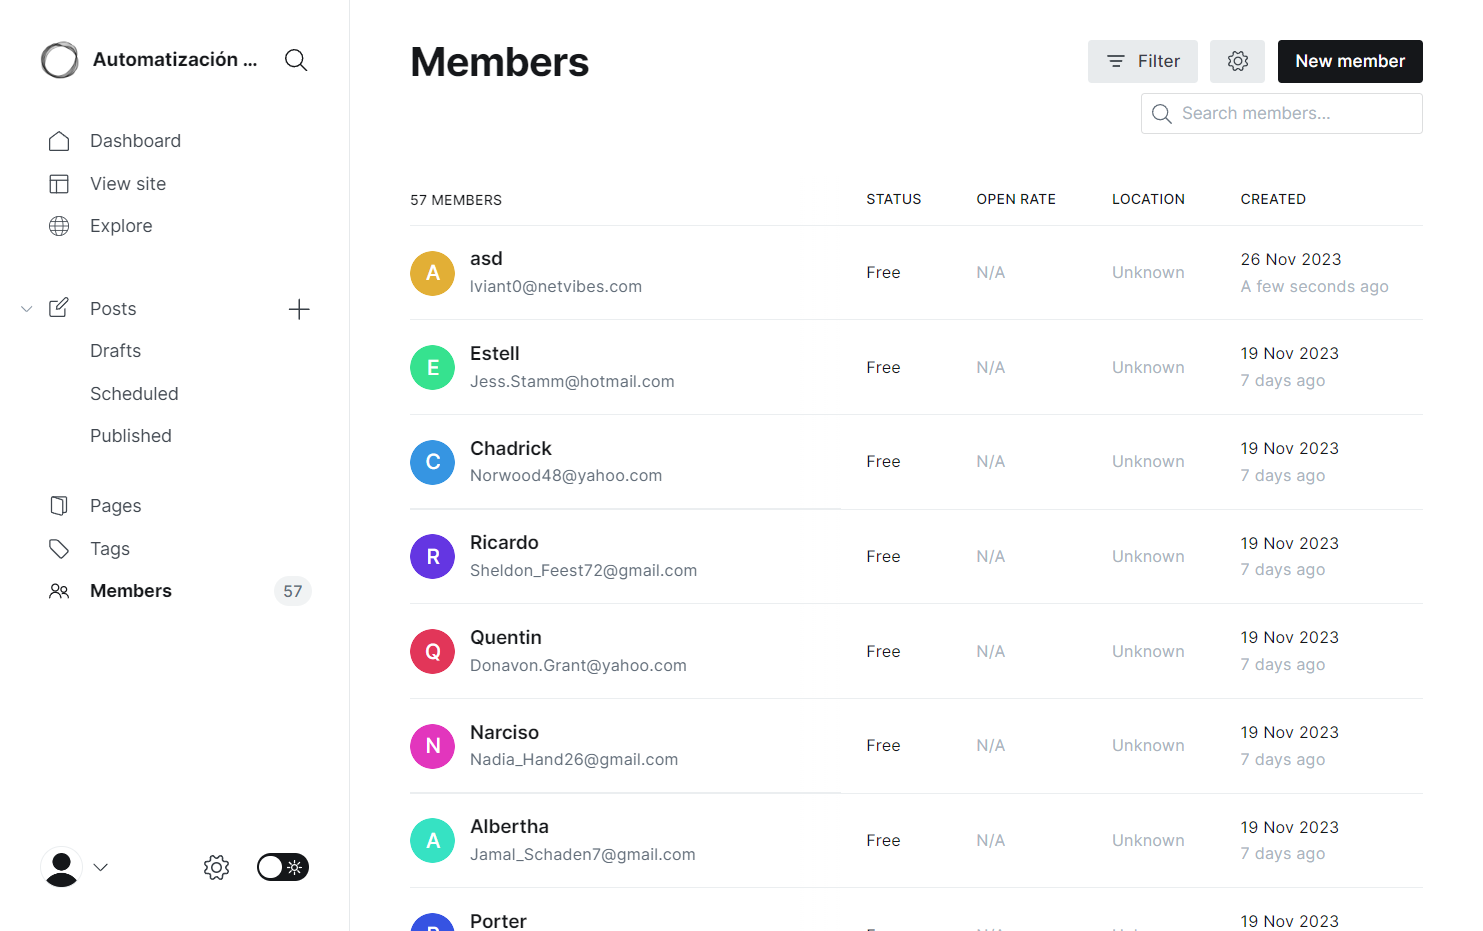 Automatización ...
Dashboard
View site
Explore
Posts
Drafts
Scheduled
Published
Pages
Tags
Members 57
Members
Filter
New member
Search members...
57 MEMBERS STATUS OPEN RATE LOCATION CREATED
A asd Free N/A Unknown 26 Nov 2023
lviant0@netvibes.com A few seconds ago
E Estell Free N/A Unknown 19 Nov 2023
Jess.Stamm@hotmail.com 7 days ago
C Chadrick Free N/A Unknown 19 Nov 2023
Norwood48@yahoo.com 7 days ago
R Ricardo Free N/A Unknown 19 Nov 2023
Sheldon_Feest72@gmail.com 7 days ago
Q Quentin Free N/A Unknown 19 Nov 2023
Donavon.Grant@yahoo.com 7 days ago
N Narciso Free N/A Unknown 19 Nov 2023
Nadia_Hand26@gmail.com 7 days ago
A Albertha Free N/A Unknown 19 Nov 2023
Jamal_Schaden7@gmail.com 7 days ago
Porter 19 Nov 2023